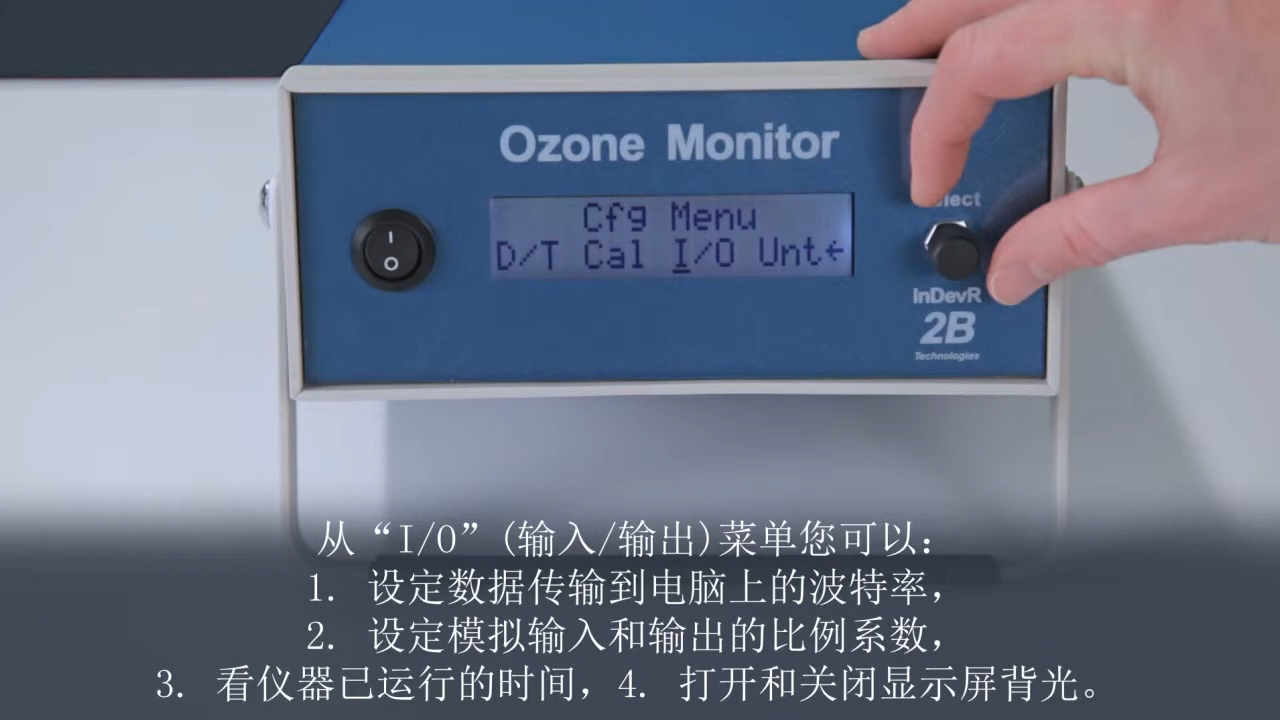 Ozone Monitor
Cfg Menu
D/T Cal I/O Unt←
InDevR
2B
Technologies
从“I/O”(输入/输出)菜单您可以:
1. 设定数据传输到电脑上的波特率,
2. 设定模拟输入和输出的比例系数,
3. 看仪器已运行的时间, 4. 打开和关闭显示屏背光。